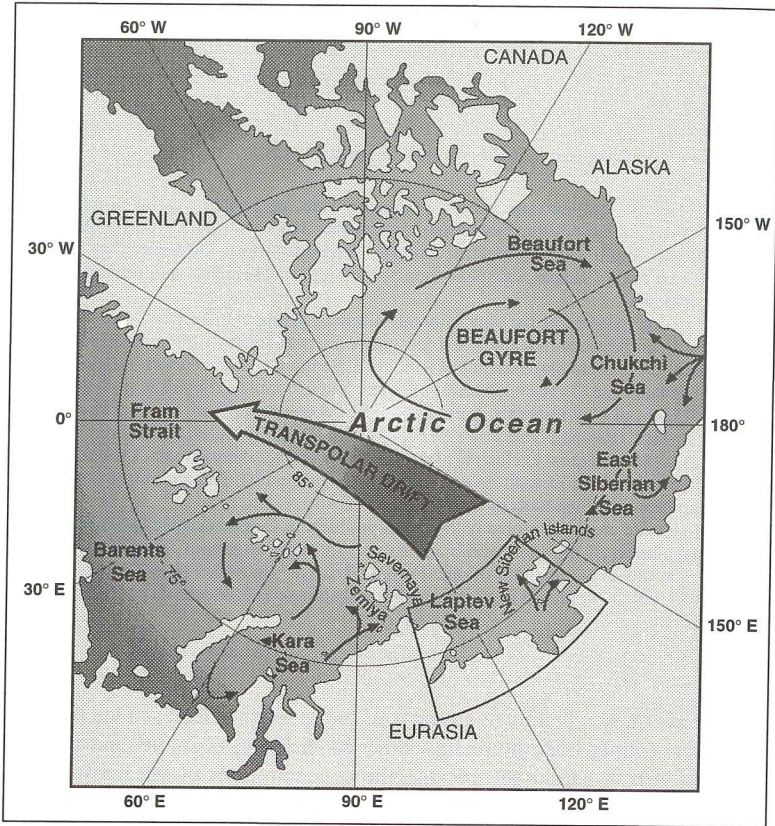 60° W
90° W
120° W
CANADA
ALASKA
GREENLAND
150° W
30° W
Beaufort
Sea
BEAUFORT
GYRE
Chukchi
Sea
Fram
Strait
0°
Arctic Ocean
180°
TRANSPOLAR DRIFT
85°
East
Siberian
Sea
New Siberian Islands
Barents
Sea
75°
Severnaya
Zemlya
Laptev
Sea
30° E
150° E
Kara
Sea
EURASIA
60° E
90° E
120° E